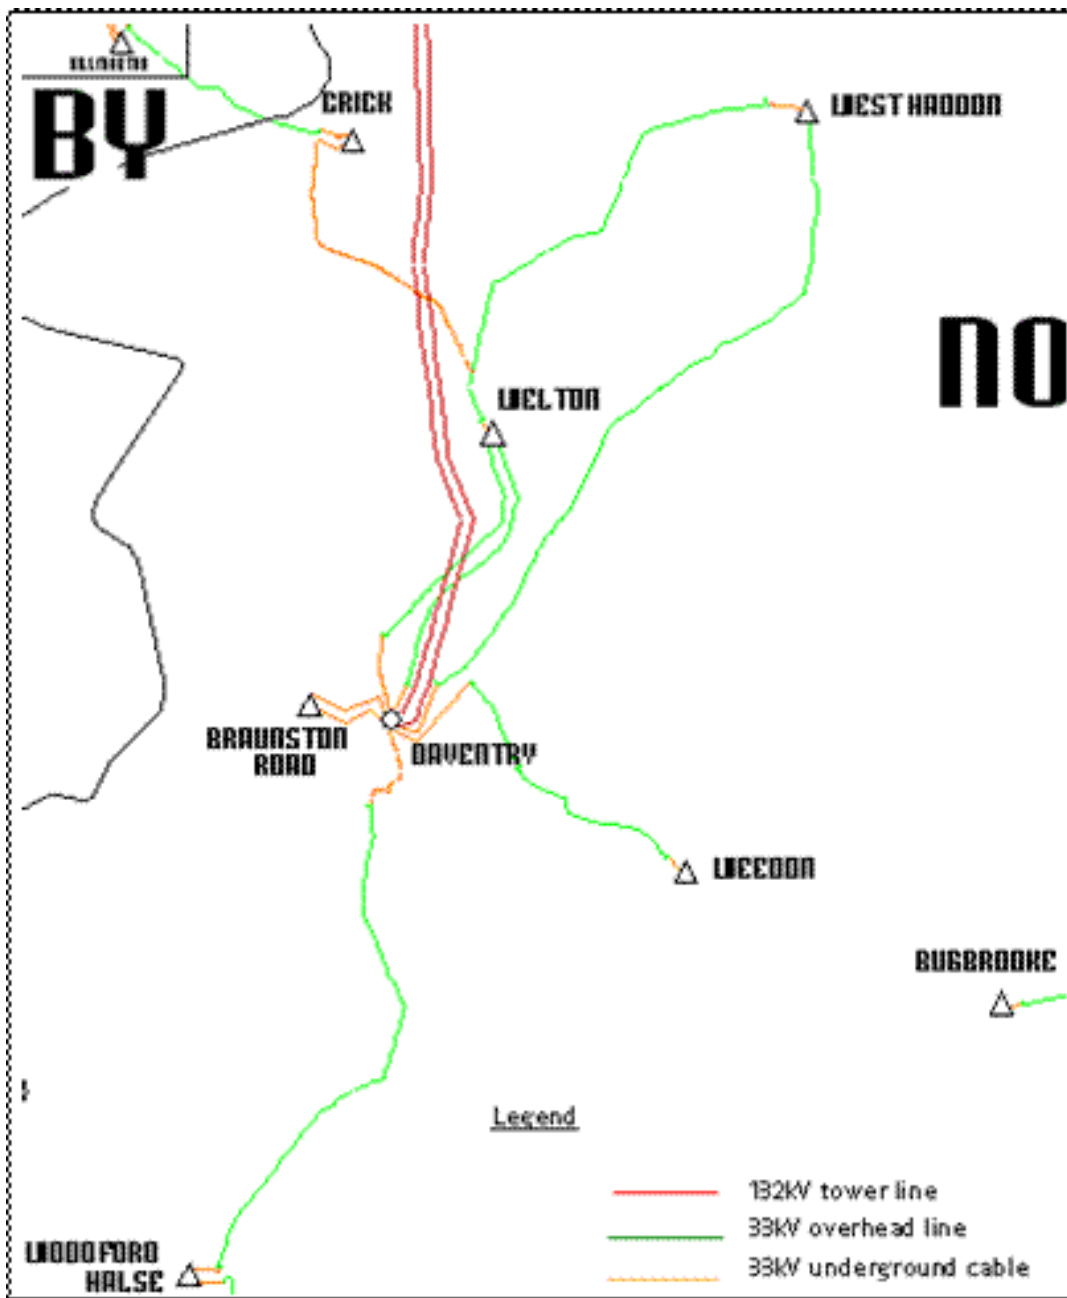 CRICK
BY
WEST HADDON
NO
WELTON
BRAUNSTON
ROAD
DAVENTRY
WEEDON
BUGBROOKE
Legend
132kV tower line
33kV overhead line
33kV underground cable
WOODFORD
HALSE